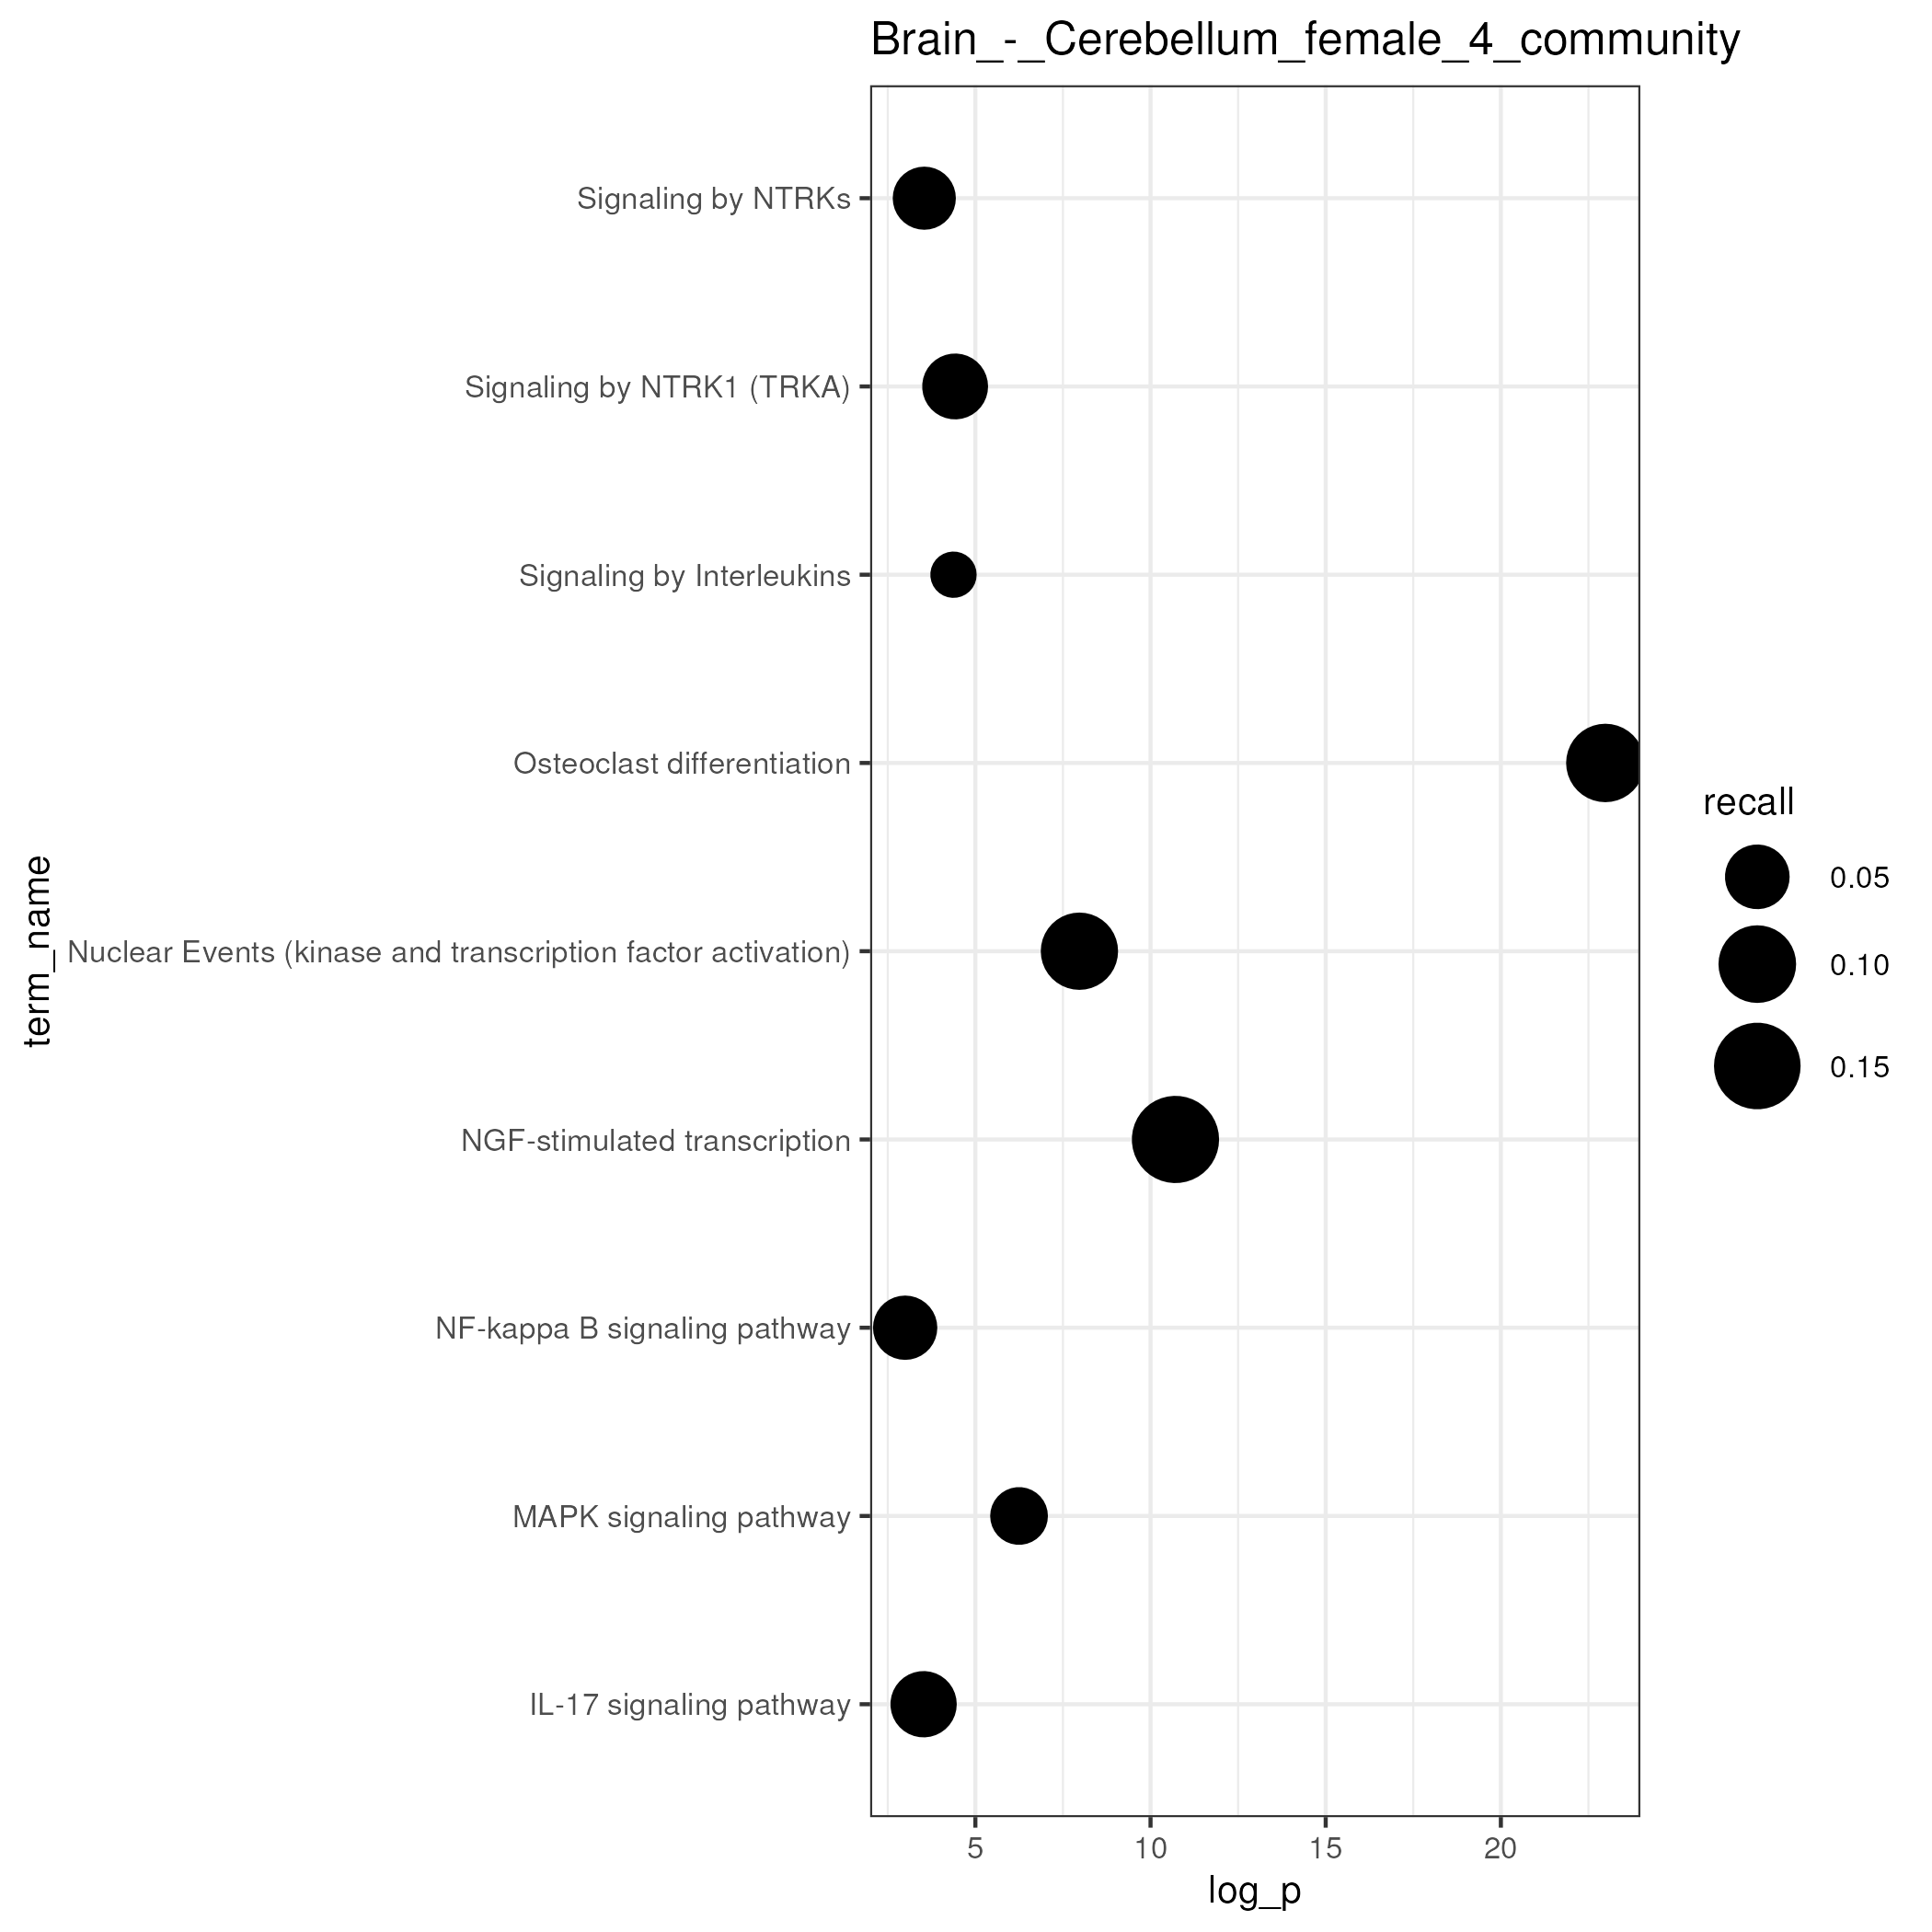 Brain_-_Cerebellum_female_4_community
Signaling by NTRKs
Signaling by NTRK1 (TRKA)
Signaling by Interleukins
Osteoclast differentiation
Nuclear Events (kinase and transcription factor activation)
NGF-stimulated transcription
NF-kappa B signaling pathway
MAPK signaling pathway
IL-17 signaling pathway
term_name
5 10 15 20
log_p
recall
0.05
0.10
0.15